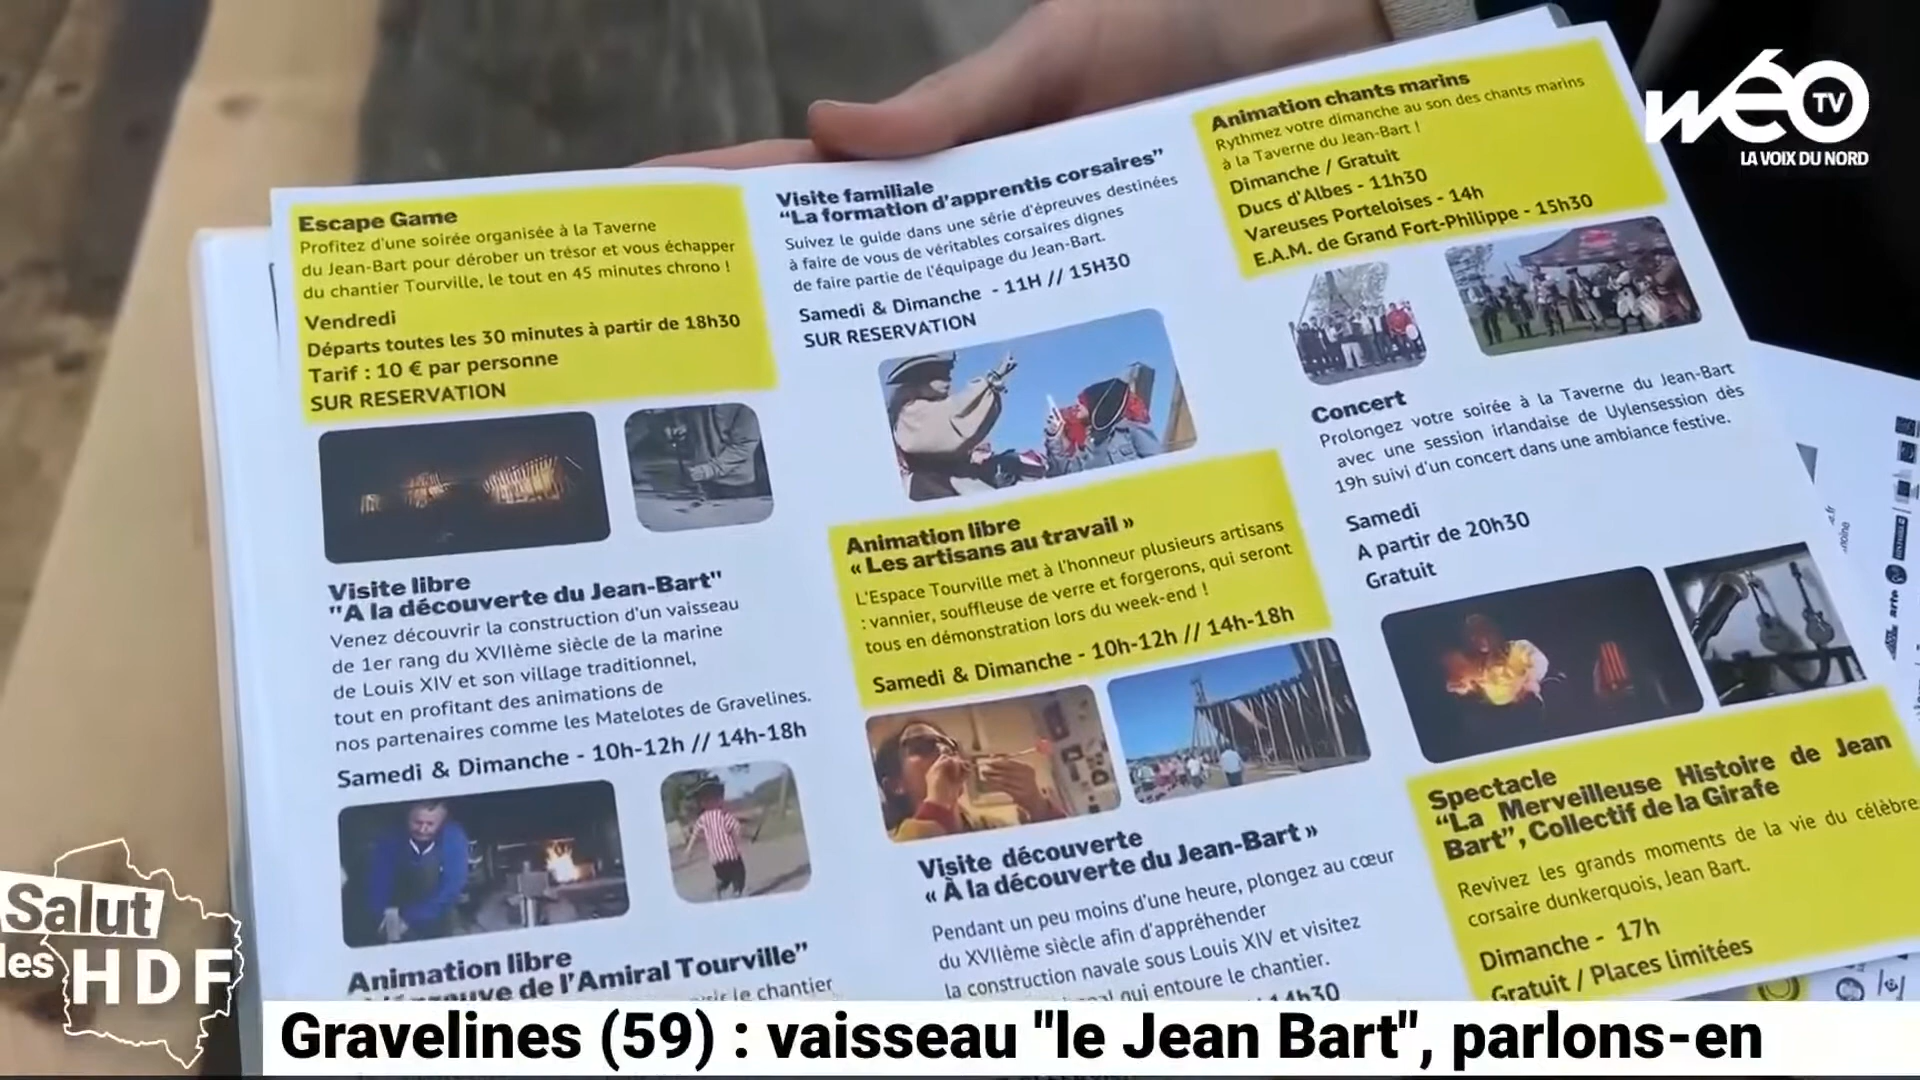 Escape Game
Profitez d'une soirée organisée à la Taverne
du Jean-Bart pour dérober un trésor et vous échapper
du chantier Tourville, le tout en 45 minutes chrono !
Vendredi
Départs toutes les 30 minutes à partir de 18h30
Tarif : 10 € par personne
SUR RESERVATION
Visite libre
"A la découverte du Jean-Bart"
Venez découvrir la construction d'un vaisseau
de 1er rang du XVIIème siècle de la marine
de Louis XIV et son village traditionnel,
tout en profitant des animations de
nos partenaires comme les Matelotes de Gravelines.
Samedi & Dimanche - 10h-12h // 14h-18h
Animation libre
de l'Amiral Tourville"
le chantier
Visite familiale
"La formation d'apprentis corsaires"
Suivez le guide dans une série d'épreuves destinées
à faire de vous de véritables corsaires dignes
de faire partie de l'équipage du Jean-Bart.
Samedi & Dimanche - 11H // 15H30
SUR RESERVATION
Animation libre
« Les artisans au travail »
L'Espace Tourville met à l'honneur plusieurs artisans
: vannier, souffleuse de verre et forgerons, qui seront
tous en démonstration lors du week-end !
Samedi & Dimanche - 10h-12h // 14h-18h
Visite découverte
« À la découverte du Jean-Bart »
Pendant un peu moins d'une heure, plongez au cœur
du XVIIème siècle afin d'appréhender
la construction navale sous Louis XIV et visitez
qui entoure le chantier.
14h30
Animation chants marins
Rythmez votre dimanche au son des chants marins
à la Taverne du Jean-Bart !
Dimanche / Gratuit
Ducs d'Albes - 11h30
Vareuses Porteloises - 14h
E.A.M. de Grand Fort-Philippe - 15h30
Concert
Prolongez votre soirée à la Taverne du Jean-Bart
avec une session irlandaise de Uylensession dès
19h suivi d'un concert dans une ambiance festive.
Samedi
A partir de 20h30
Gratuit
Spectacle
"La Merveilleuse Histoire de Jean
Bart", Collectif de la Girafe
Revivez les grands moments de la vie du célèbre
corsaire dunkerquois, Jean Bart.
Dimanche - 17h
Gratuit / Places limitées
arte
wéo TV
LA VOIX DU NORD
Salut
les HDF
Gravelines (59) : vaisseau "le Jean Bart", parlons-en